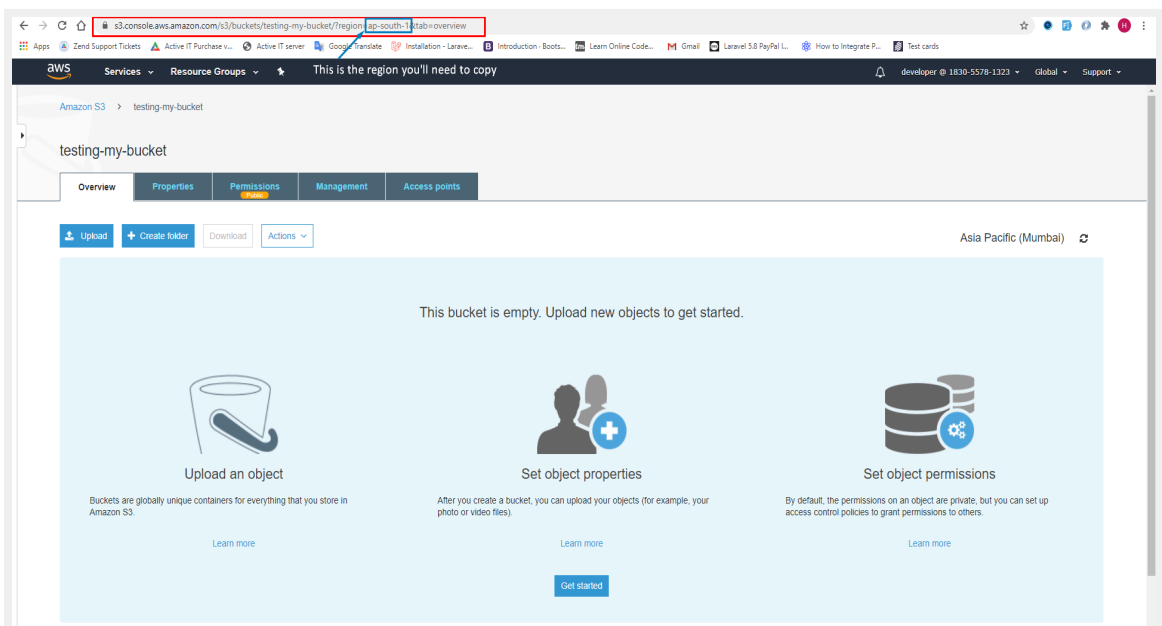 s3.console.aws.amazon.com/s3/buckets/testing-my-bucket/?region=ap-south-1&tab=overview
H
Apps Zend Support Tickets Active IT Purchase v... Active IT server Google Translate Installation - Larave... B Introduction - Boots... Learn Online Code... Gmail Laravel 5.8 PayPal I... How to Integrate P... Test cards
aws Services Resource Groups This is the region you'll need to copy developer @ 1830-5578-1323 Global Support
Amazon S3 > testing-my-bucket
testing-my-bucket
Overview Properties Permissions Management Access points
Public
Upload Create folder Download Actions Asia Pacific (Mumbai)
This bucket is empty. Upload new objects to get started.
Upload an object
Buckets are globally unique containers for everything that you store in
Amazon S3.
Learn more
Set object properties
After you create a bucket, you can upload your objects (for example, your
photo or video files).
Learn more
Get started
Set object permissions
By default, the permissions on an object are private, but you can set up
access control policies to grant permissions to others.
Learn more